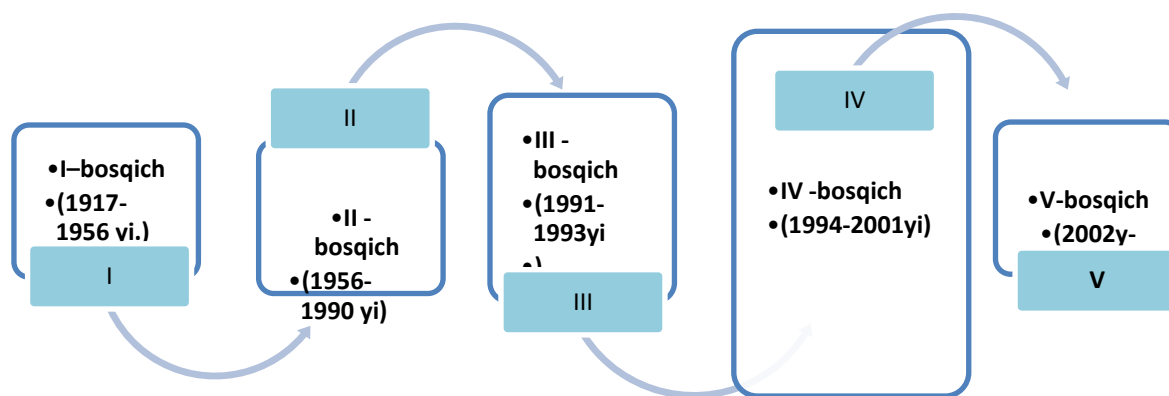 •I–bosqich
•(1917-
1956 yi.)
I
II
•II -
bosqich
•(1956-
1990 yi)
•III -
bosqich
•(1991-
1993yi
•)
III
IV
•IV -bosqich
•(1994-2001yi)
•V-bosqich
•(2002y-
V